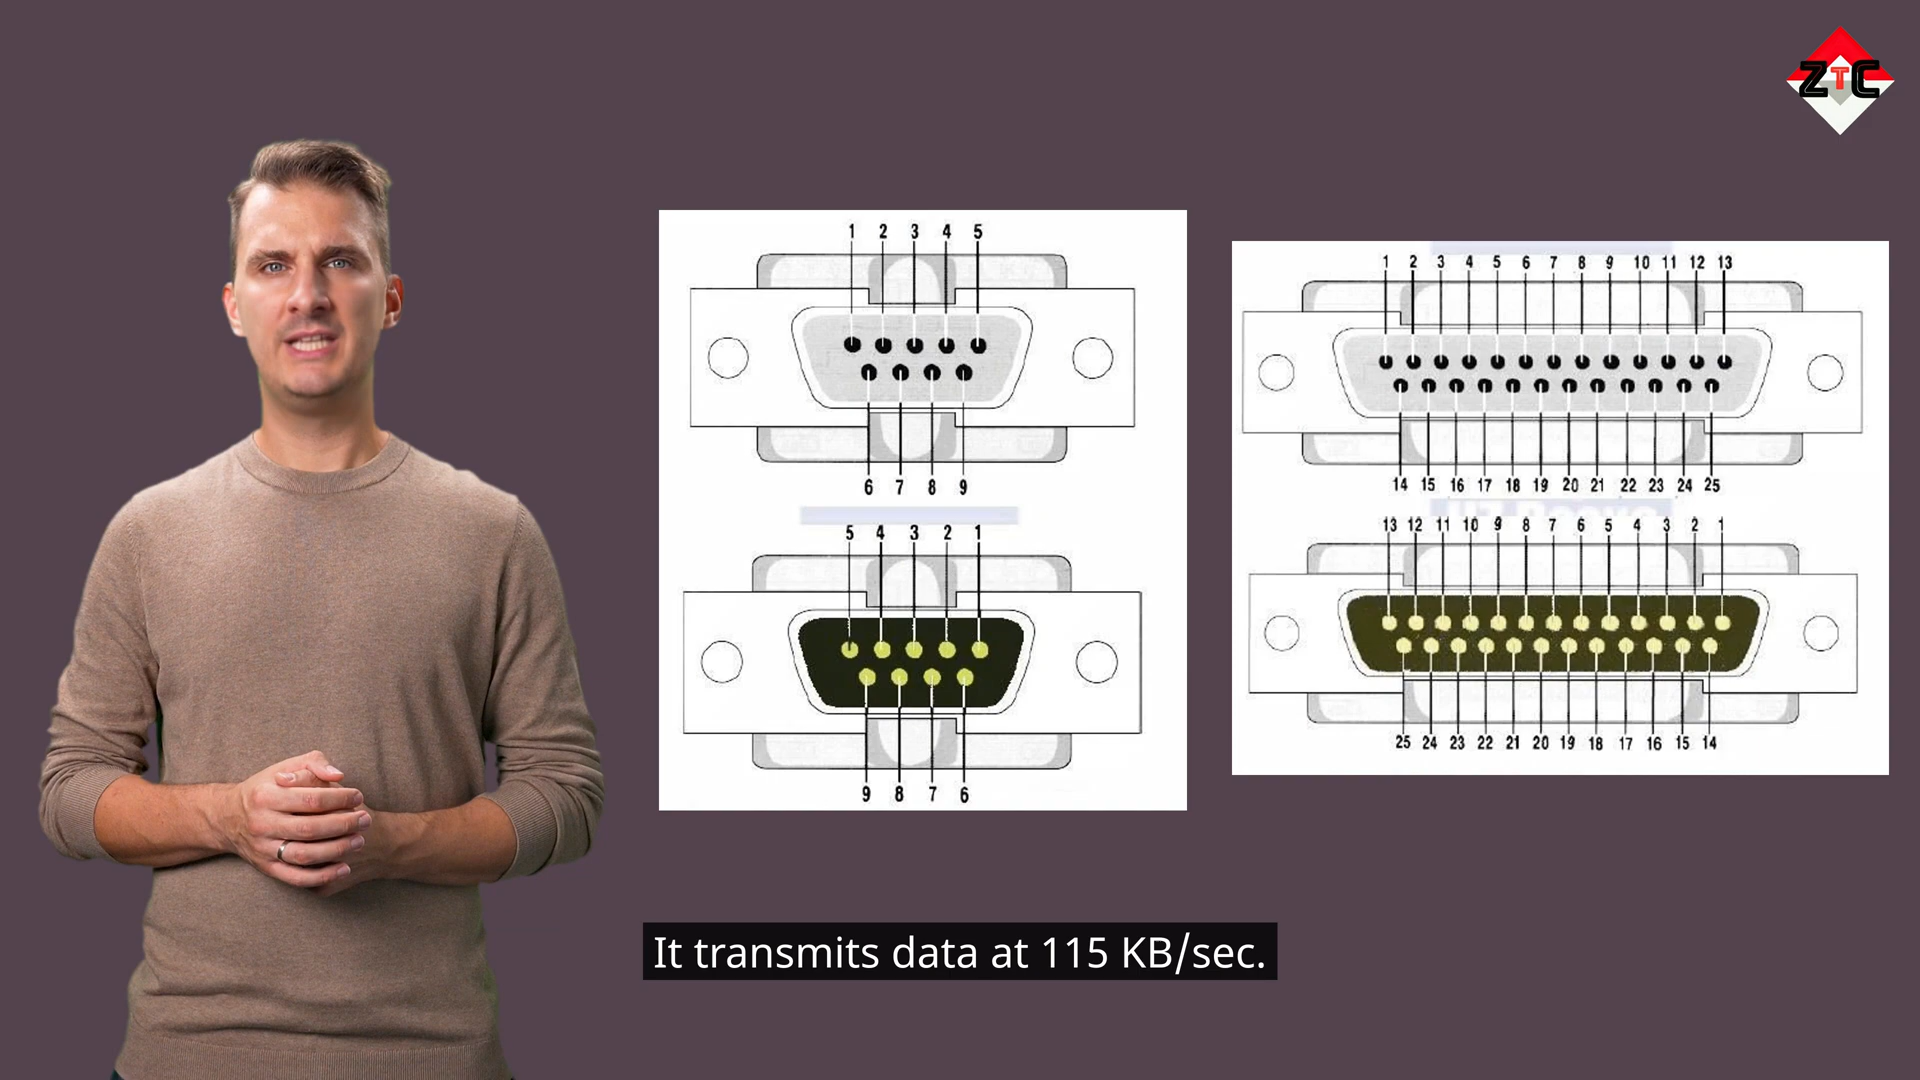 ZTC
1 2 3 4 5
6 7 8 9
5 4 3 2 1
9 8 7 6
1 2 3 4 5 6 7 8 9 10 11 12 13
14 15 16 17 18 19 20 21 22 23 24 25
13 12 11 10 9 8 7 6 5 4 3 2 1
25 24 23 22 21 20 19 18 17 16 15 14
It transmits data at 115 KB/sec.